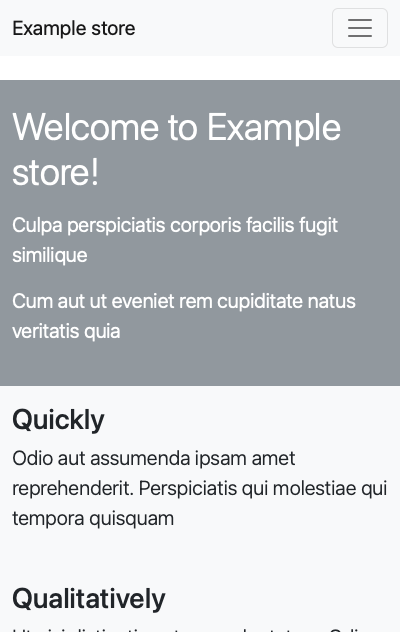 Example store
Welcome to Example
store!
Culpa perspiciatis corporis facilis fugit
similique
Cum aut ut eveniet rem cupiditate natus
veritatis quia
Quickly
Odio aut assumenda ipsam amet
reprehenderit. Perspiciatis qui molestiae qui
tempora quisquam
Qualitatively